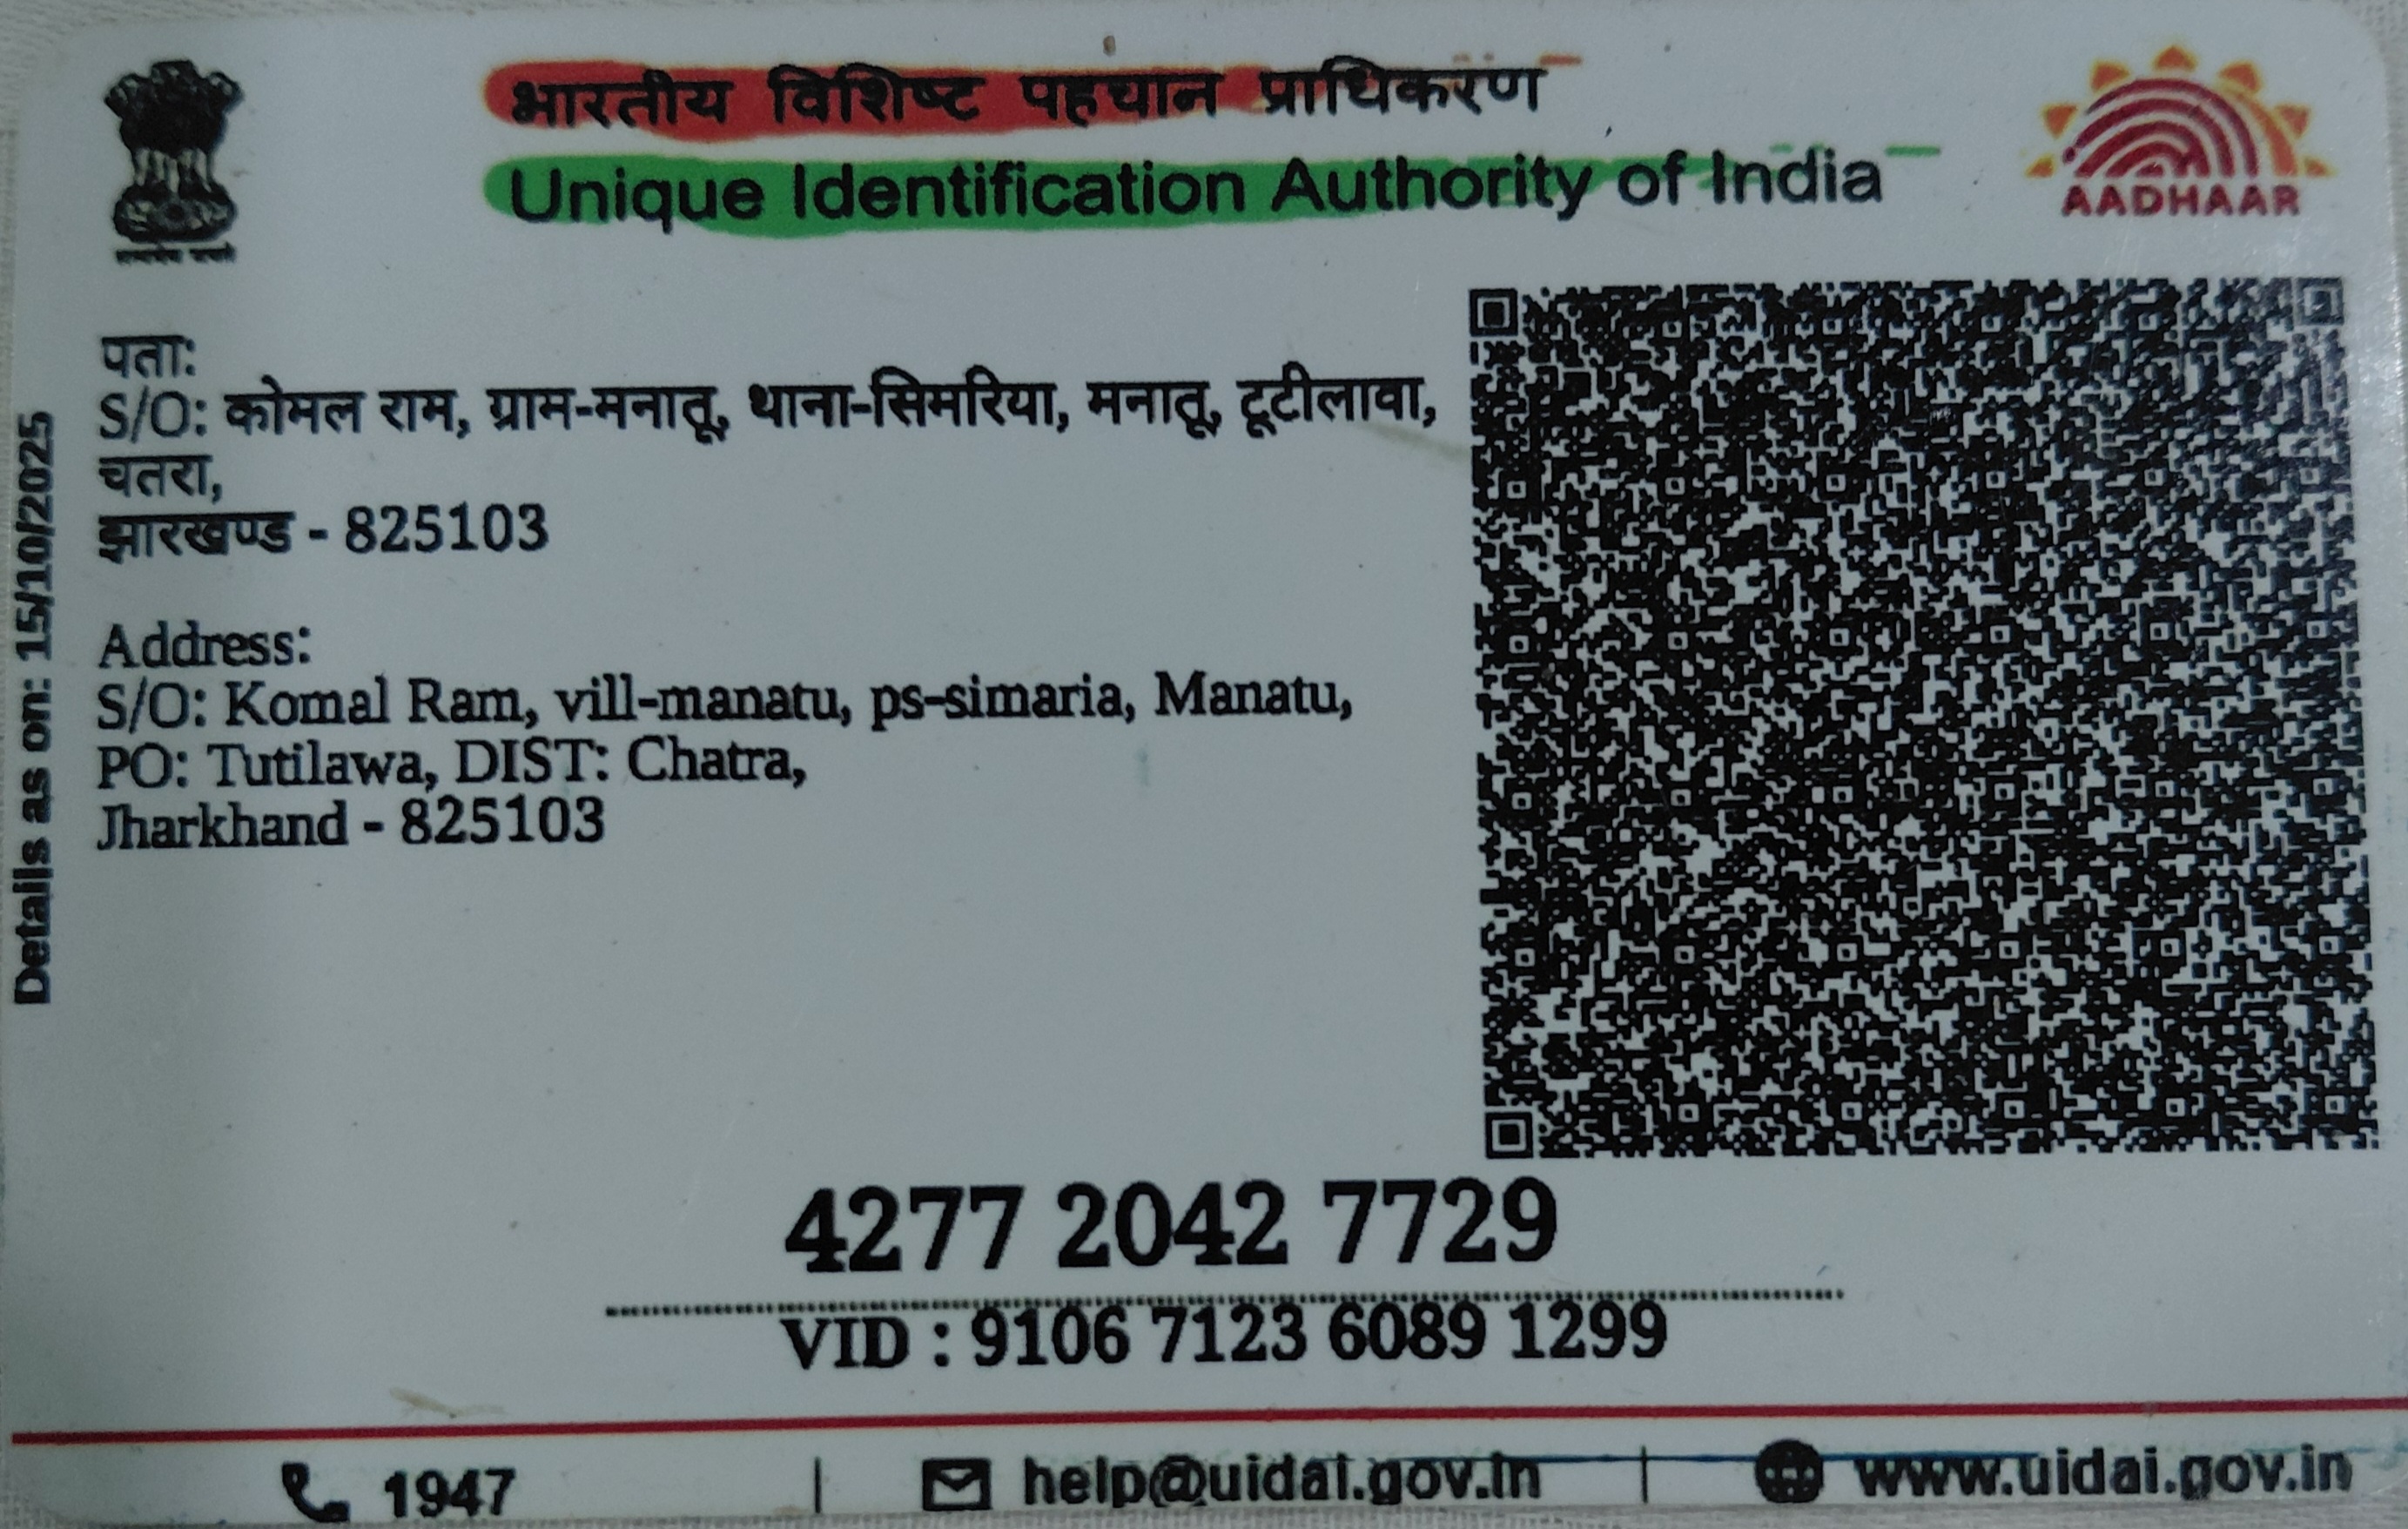 भारतीय विशिष्ट पहचान प्राधिकरण
Unique Identification Authority of India
AADHAAR
Details as on: 15/10/2025
पता:
S/O: कोमल राम, ग्राम-मनातू, थाना-सिमरिया, मनातू, टूटीलावा,
चतरा,
झारखण्ड - 825103
Address:
S/O: Komal Ram, vill-manatu, ps-simaria, Manatu,
PO: Tutilawa, DIST: Chatra,
Jharkhand - 825103
4277 2042 7729
VID : 9106 7123 6089 1299
1947 | help@uidai.gov.in | www.uidai.gov.in